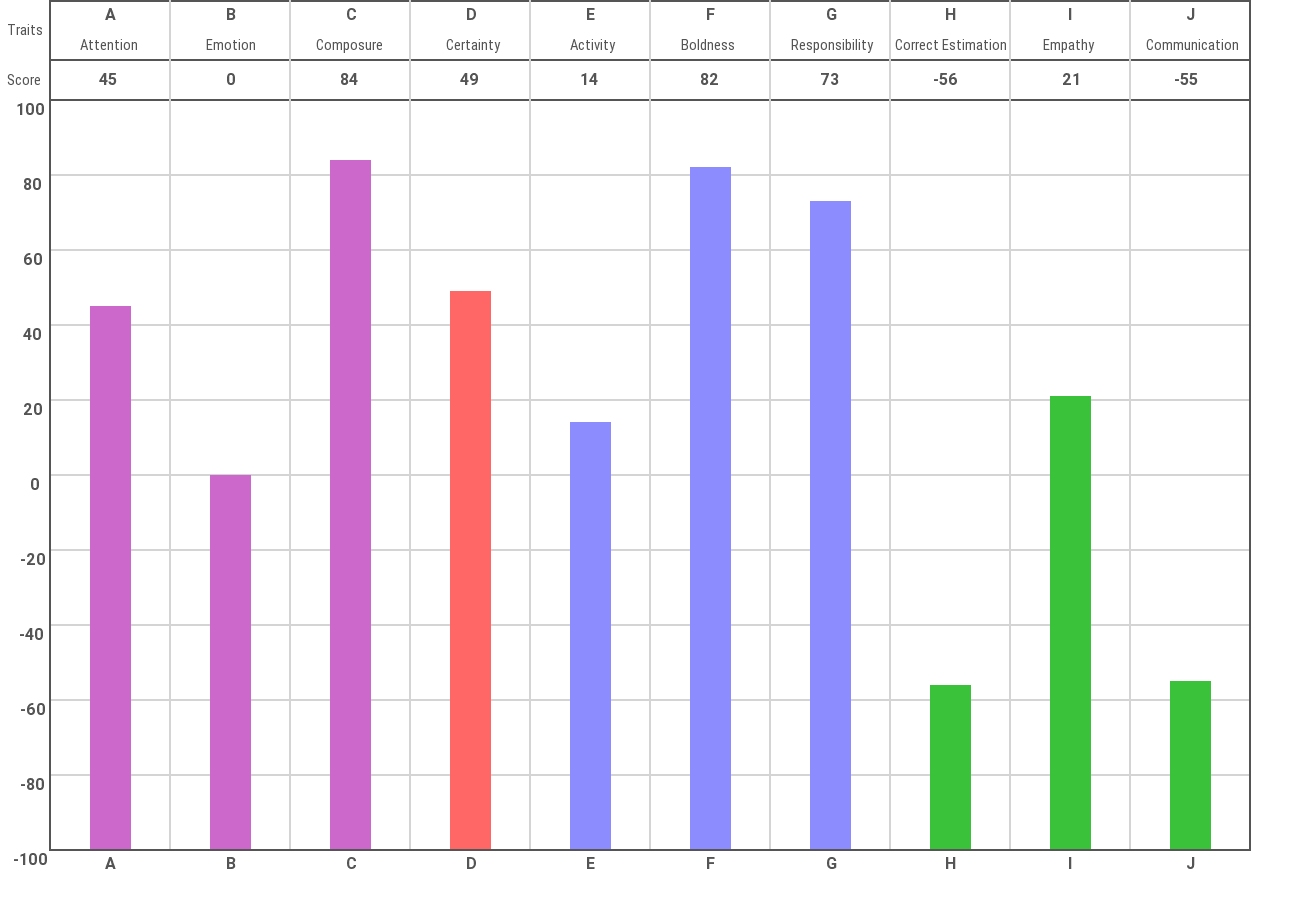 A B C D E F G H I J
Traits
Attention Emotion Composure Certainty Activity Boldness Responsibility Correct Estimation Empathy Communication
Score 45 0 84 49 14 82 73 -56 21 -55
100
80
60
40
20
0
-20
-40
-60
-80
-100
A B C D E F G H I J